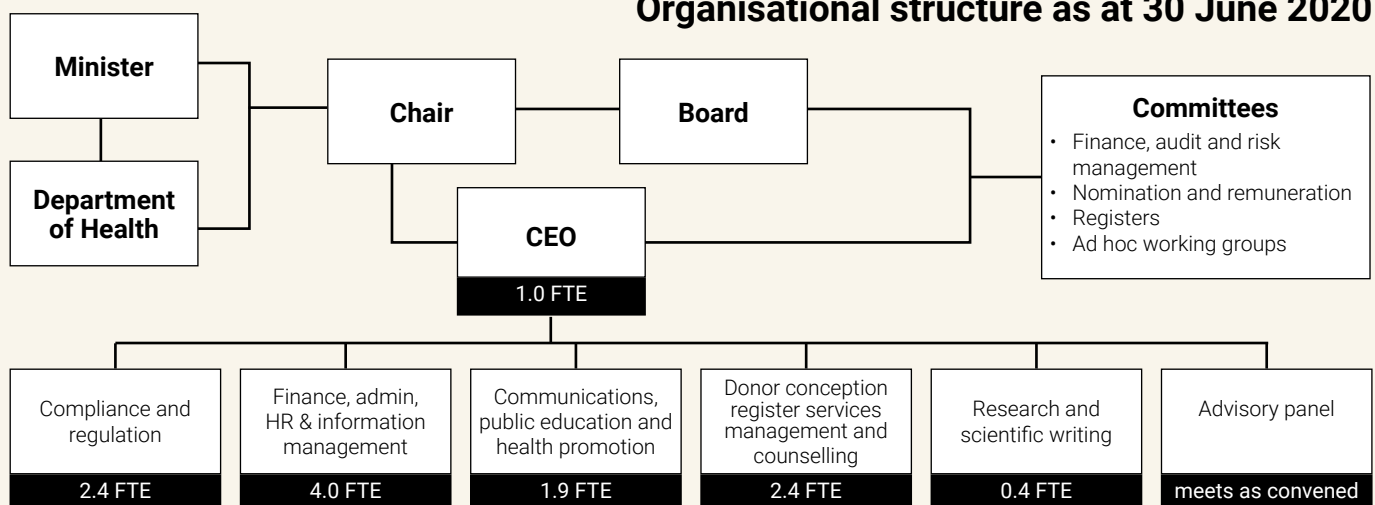 Organisational structure as at 30 June 2020
Minister
Department
of Health
Chair
Board
Committees
• Finance, audit and risk
management
• Nomination and remuneration
• Registers
• Ad hoc working groups
CEO
1.0 FTE
Compliance and
regulation
2.4 FTE
Finance, admin,
HR & information
management
4.0 FTE
Communications,
public education and
health promotion
1.9 FTE
Donor conception
register services
management and
counselling
2.4 FTE
Research and
scientific writing
0.4 FTE
Advisory panel
meets as convened